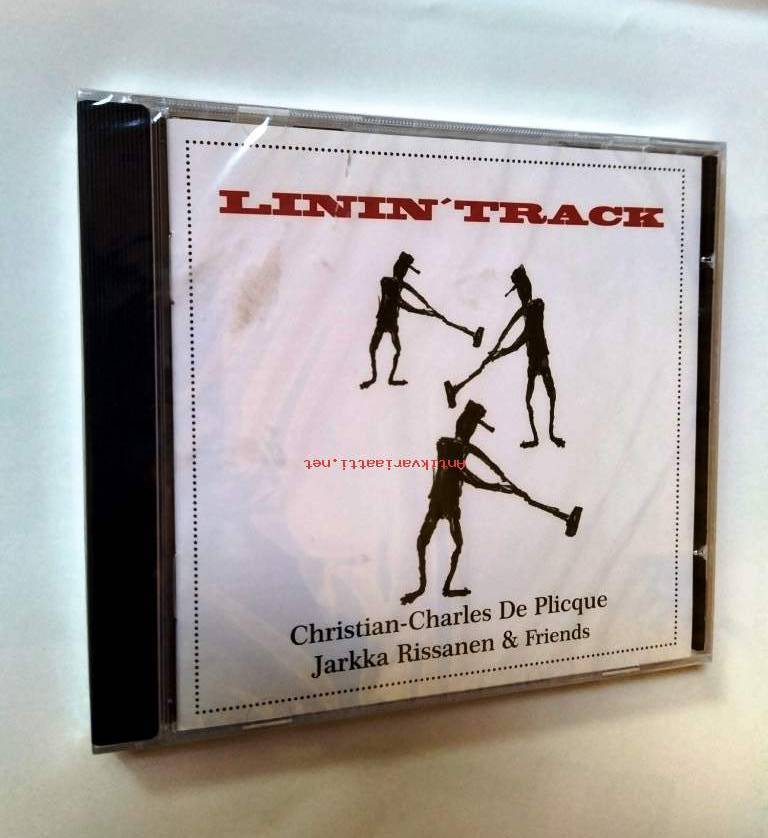 LININ´TRACK
Antikvariaatti.net
Christian-Charles De Plicque
Jarkka Rissanen & Friends